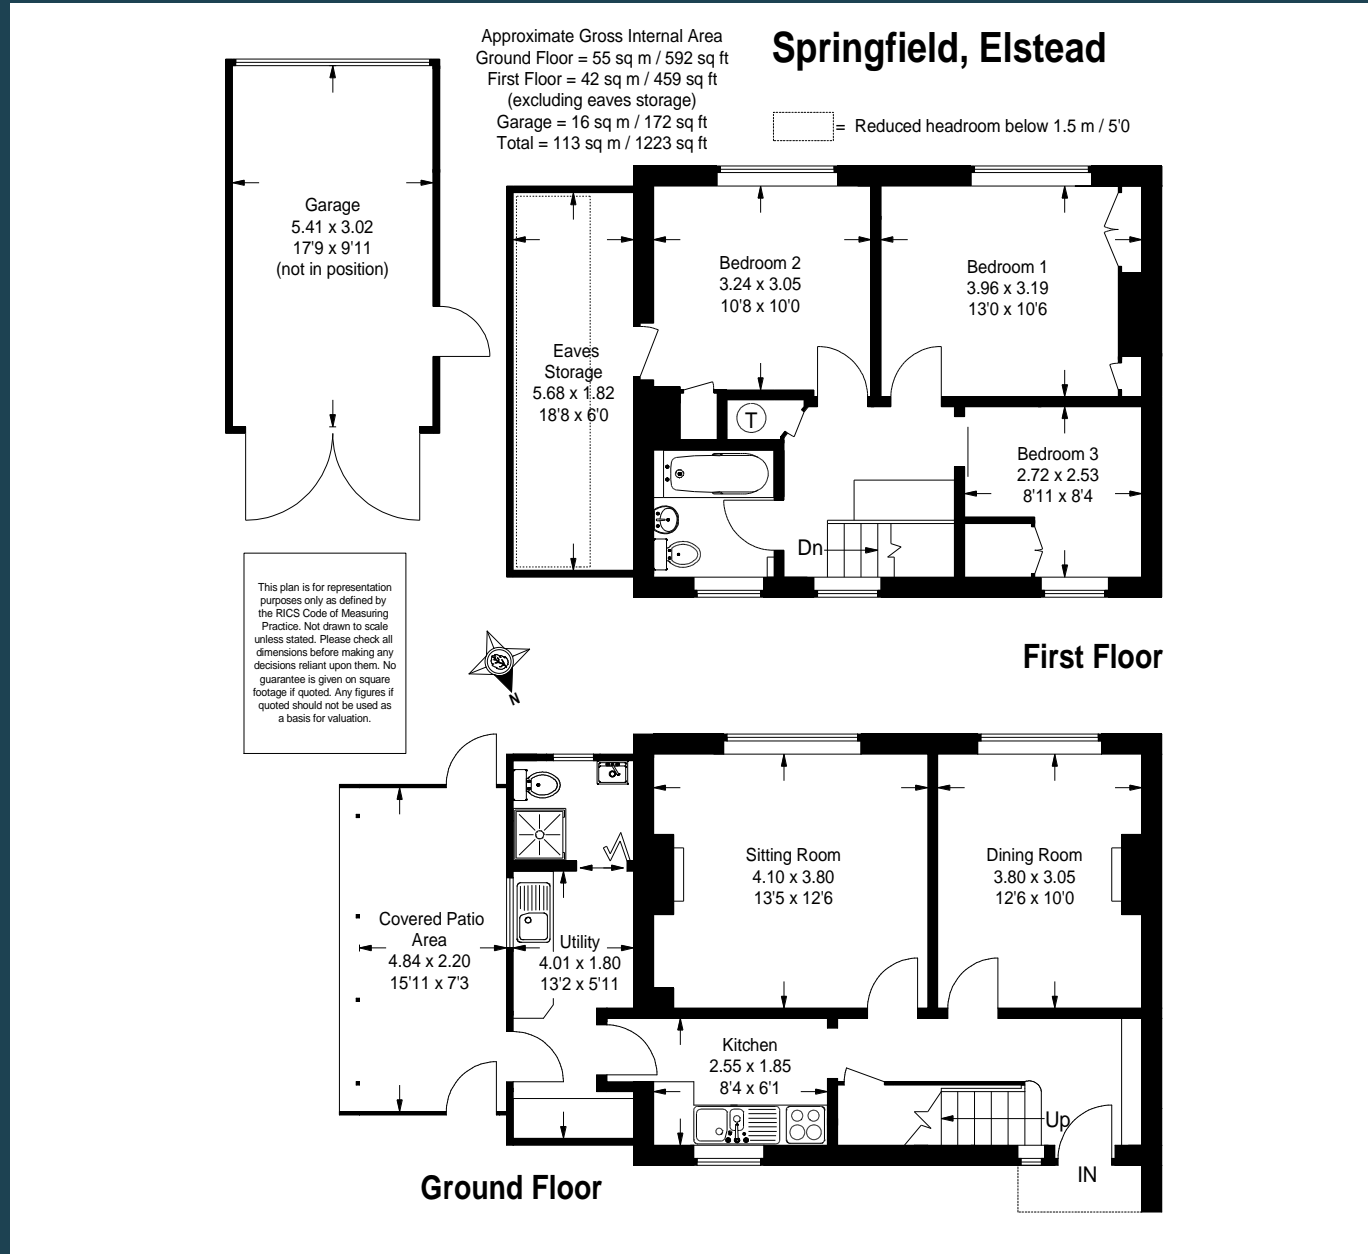 Approximate Gross Internal Area
Ground Floor = 55 sq m / 592 sq ft
First Floor = 42 sq m / 459 sq ft
(excluding eaves storage)
Garage = 16 sq m / 172 sq ft
Total = 113 sq m / 1223 sq ft
Springfield, Elstead
= Reduced headroom below 1.5 m / 5'0
Garage
5.41 x 3.02
17'9 x 9'11
(not in position)
Eaves
Storage
5.68 x 1.82
18'8 x 6'0
Bedroom 2
3.24 x 3.05
10'8 x 10'0
Bedroom 1
3.96 x 3.19
13'0 x 10'6
T
Bedroom 3
2.72 x 2.53
8'11 x 8'4
Dn
This plan is for representation
purposes only as defined by
the RICS Code of Measuring
Practice. Not drawn to scale
unless stated. Please check all
dimensions before making any
decisions reliant upon them. No
guarantee is given on square
footage if quoted. Any figures if
quoted should not be used as
a basis for valuation.
N
First Floor
Covered Patio
Area
4.84 x 2.20
15'11 x 7'3
Utility
4.01 x 1.80
13'2 x 5'11
Sitting Room
4.10 x 3.80
13'5 x 12'6
Dining Room
3.80 x 3.05
12'6 x 10'0
Kitchen
2.55 x 1.85
8'4 x 6'1
Up
IN
Ground Floor